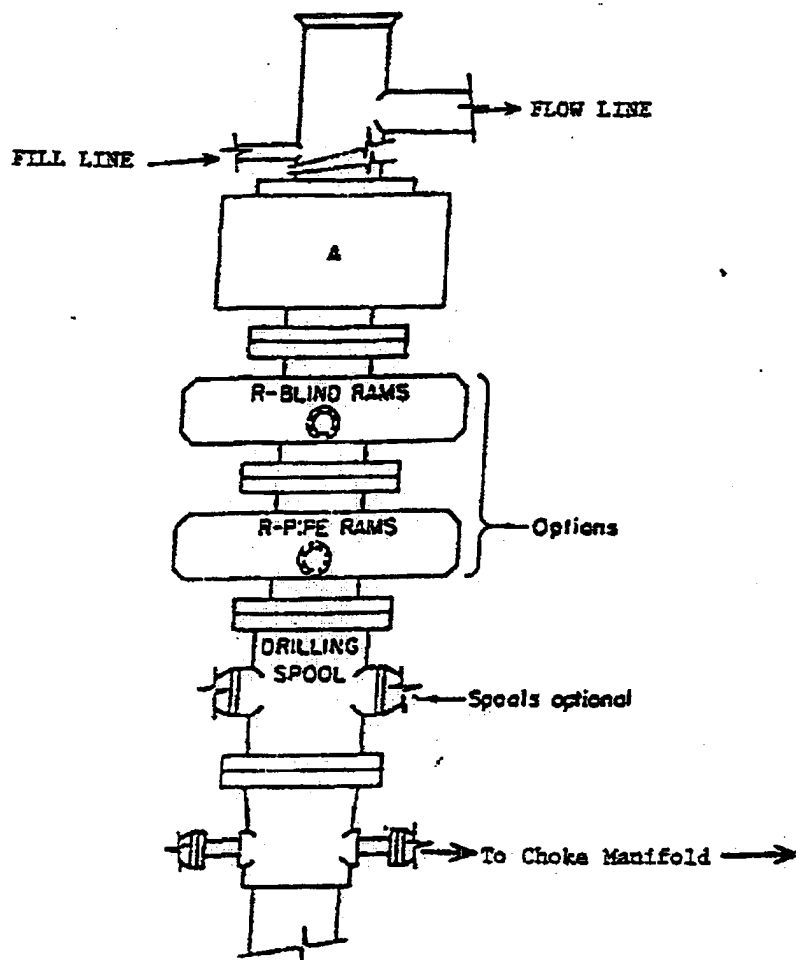 FLOW LINE
FILL LINE
A
R-BLIND RAMS
R-PIPE RAMS
Options
DRILLING
SPOOL
Spools optional
To Choke Manifold